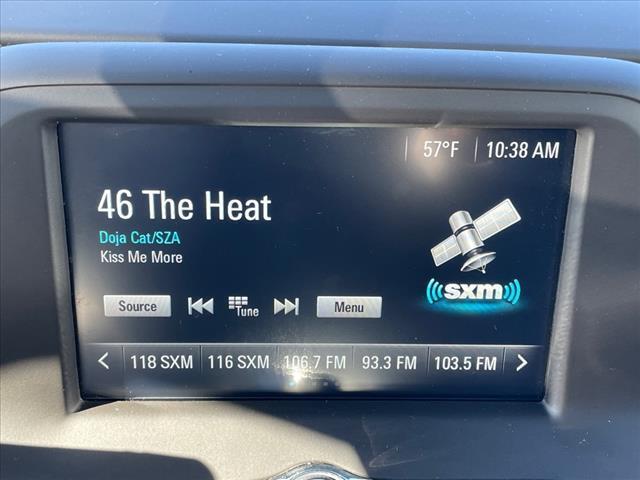 57°F 10:38 AM
46 The Heat
Doja Cat/SZA
Kiss Me More
sxm
Source Tune Menu
118 SXM 116 SXM 106.7 FM 93.3 FM 103.5 FM